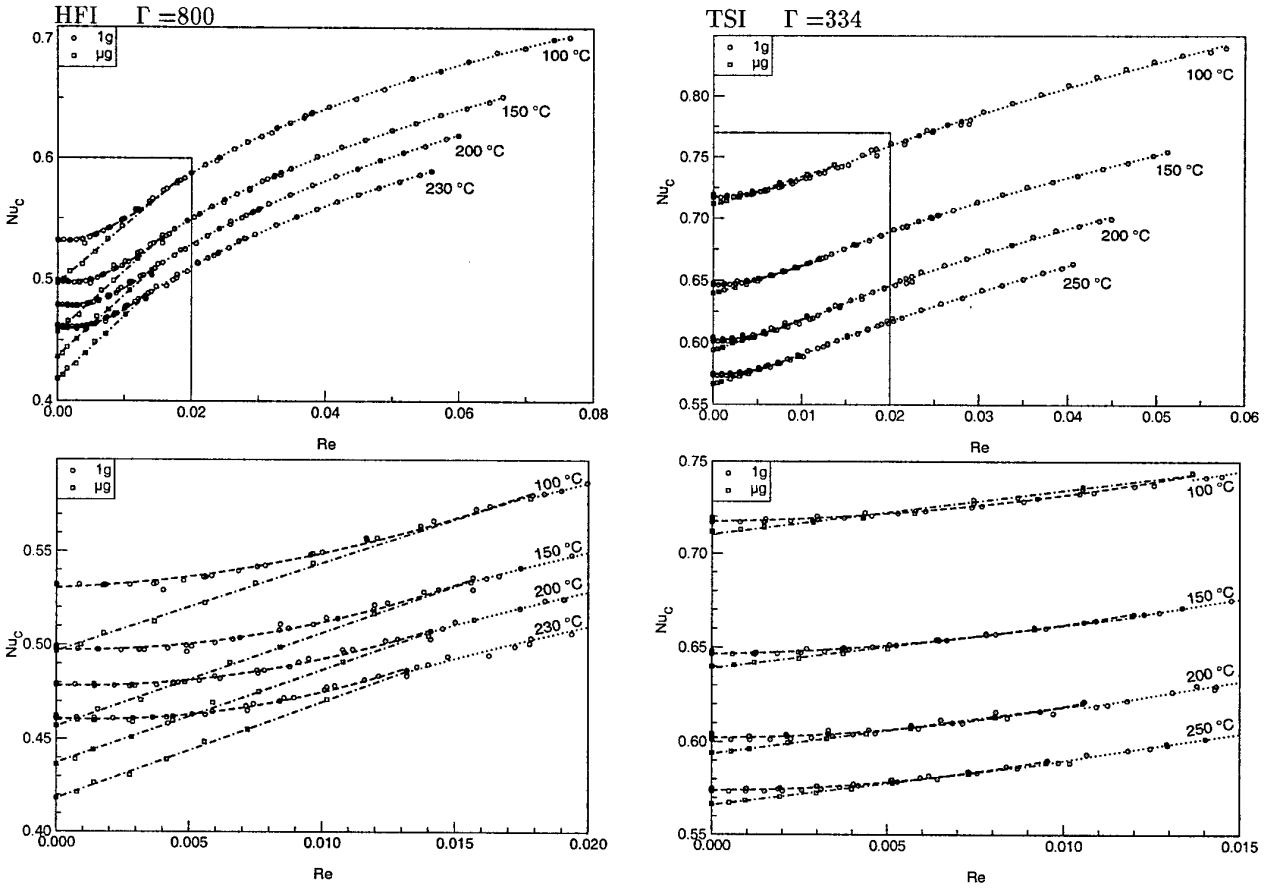 HFI Γ =800
1g
µg
0.7
0.6
0.5
0.4
Nu_c
100 °C
150 °C
200 °C
230 °C
0.00 0.02 0.04 0.06 0.08
Re
TSI Γ =334
1g
µg
0.80
0.75
0.70
0.65
0.60
0.55
Nu_c
100 °C
150 °C
200 °C
250 °C
0.00 0.01 0.02 0.03 0.04 0.05 0.06
Re
1g
µg
0.55
0.50
0.45
0.40
Nu_c
100 °C
150 °C
200 °C
230 °C
0.000 0.005 0.010 0.015 0.020
Re
1g
µg
0.75
0.70
0.65
0.60
0.55
Nu_c
100 °C
150 °C
200 °C
250 °C
0.000 0.005 0.010 0.015
Re